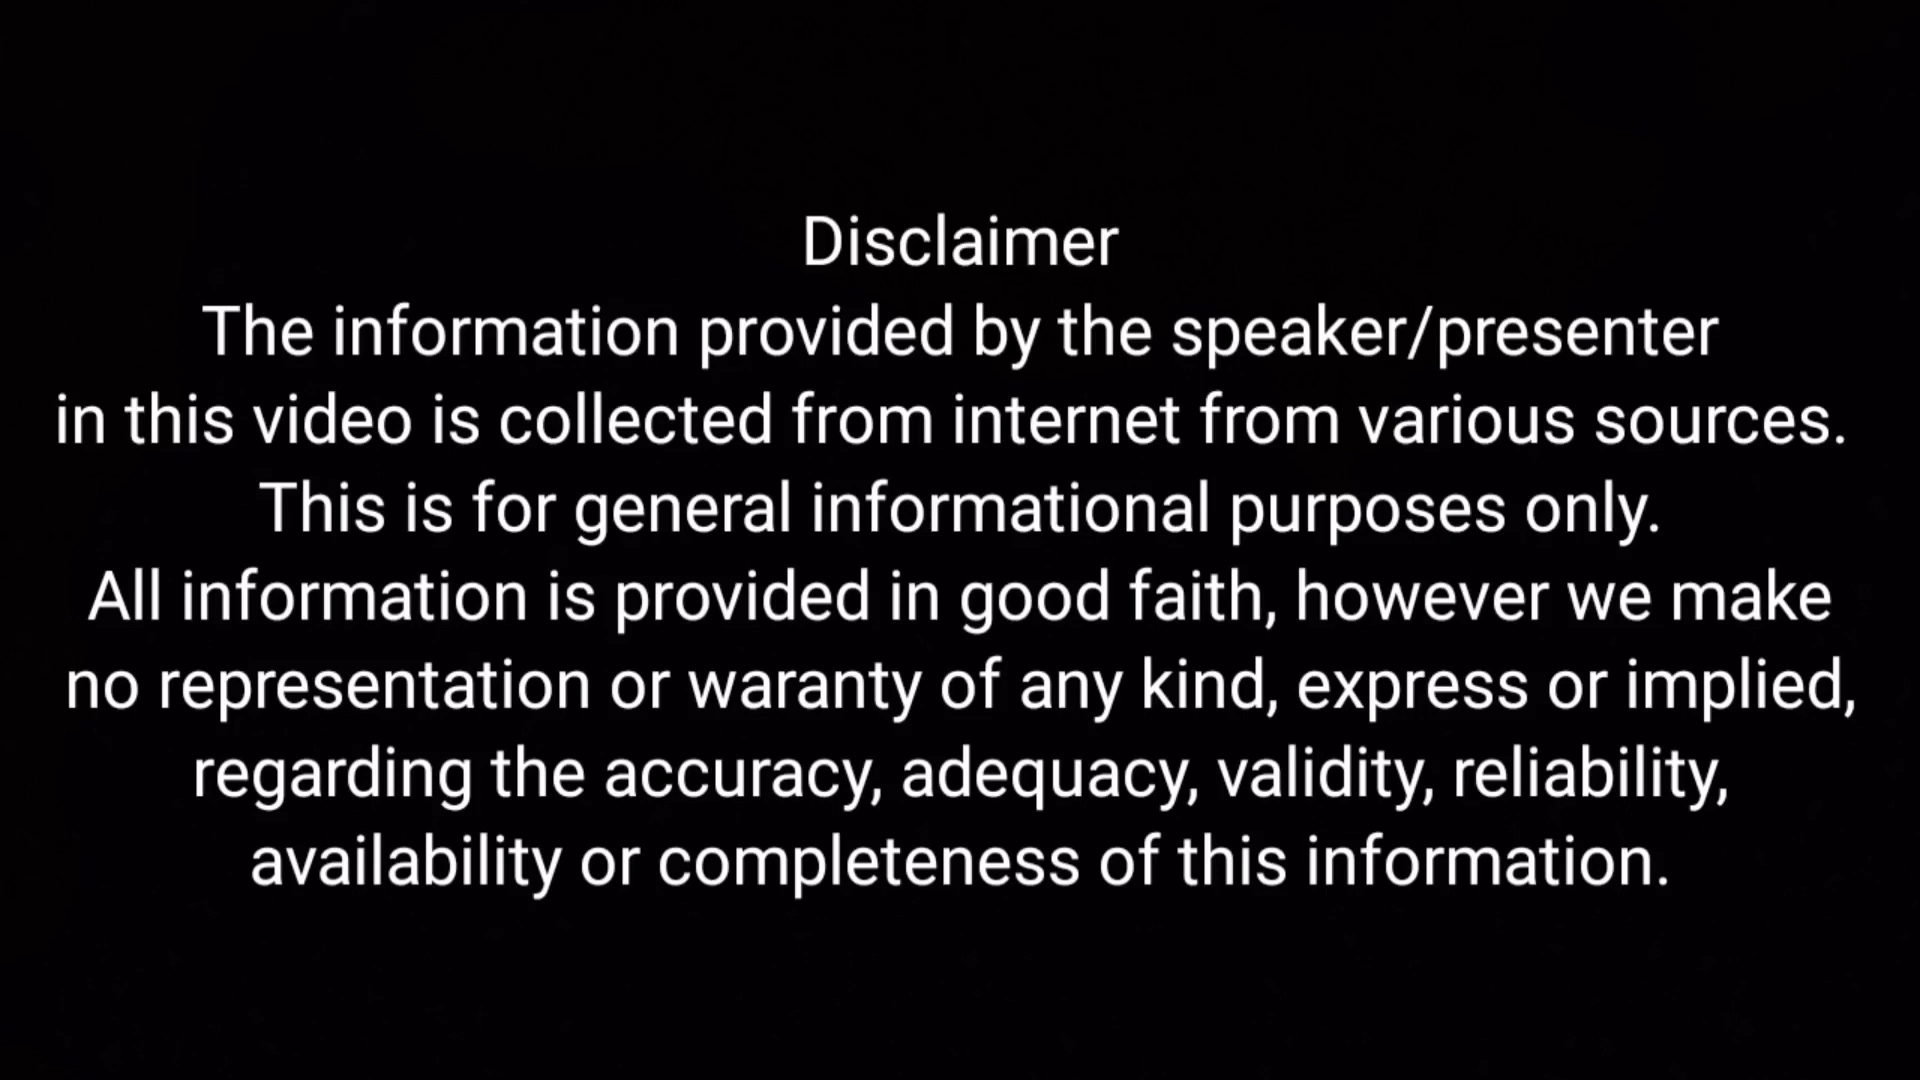 Disclaimer
The information provided by the speaker/presenter
in this video is collected from internet from various sources.
This is for general informational purposes only.
All information is provided in good faith, however we make
no representation or waranty of any kind, express or implied,
regarding the accuracy, adequacy, validity, reliability,
availability or completeness of this information.